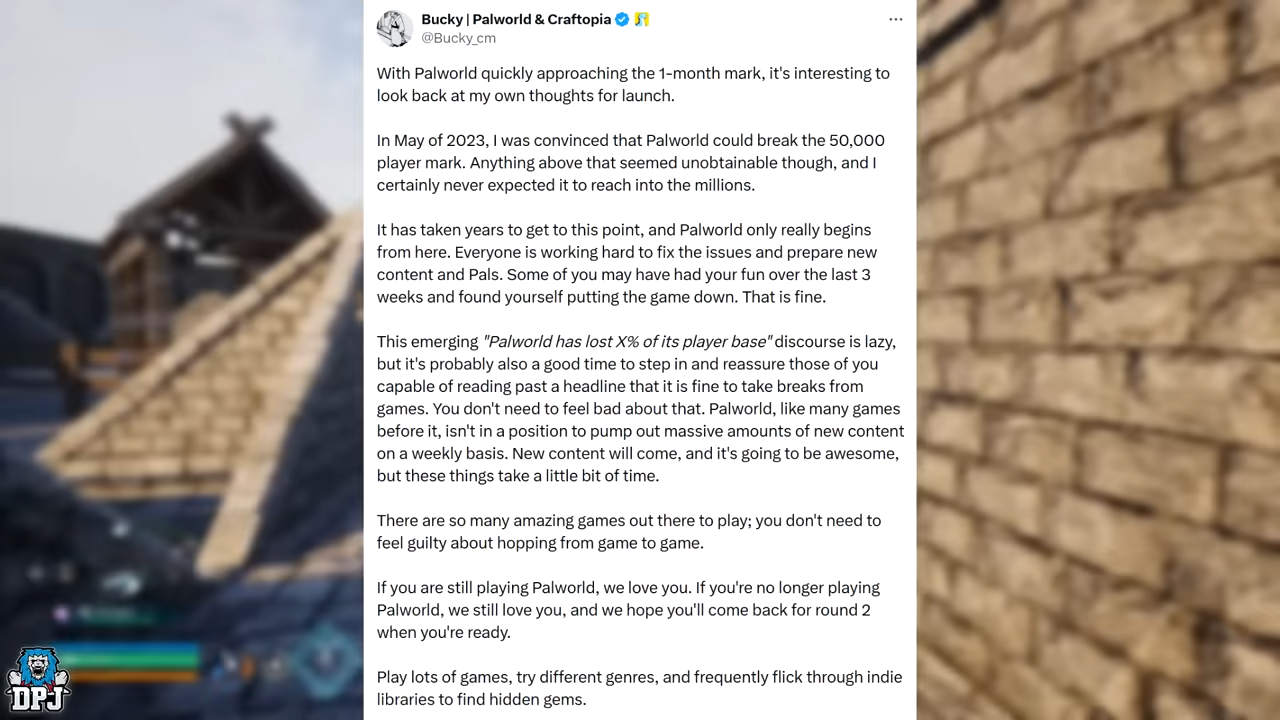 Bucky | Palworld & Craftopia
@Bucky_cm
With Palworld quickly approaching the 1-month mark, it's interesting to
look back at my own thoughts for launch.
In May of 2023, I was convinced that Palworld could break the 50,000
player mark. Anything above that seemed unobtainable though, and I
certainly never expected it to reach into the millions.
It has taken years to get to this point, and Palworld only really begins
from here. Everyone is working hard to fix the issues and prepare new
content and Pals. Some of you may have had your fun over the last 3
weeks and found yourself putting the game down. That is fine.
This emerging "Palworld has lost X% of its player base" discourse is lazy,
but it's probably also a good time to step in and reassure those of you
capable of reading past a headline that it is fine to take breaks from
games. You don't need to feel bad about that. Palworld, like many games
before it, isn't in a position to pump out massive amounts of new content
on a weekly basis. New content will come, and it's going to be awesome,
but these things take a little bit of time.
There are so many amazing games out there to play; you don't need to
feel guilty about hopping from game to game.
If you are still playing Palworld, we love you. If you're no longer playing
Palworld, we still love you, and we hope you'll come back for round 2
when you're ready.
Play lots of games, try different genres, and frequently flick through indie
libraries to find hidden gems.
DPJ